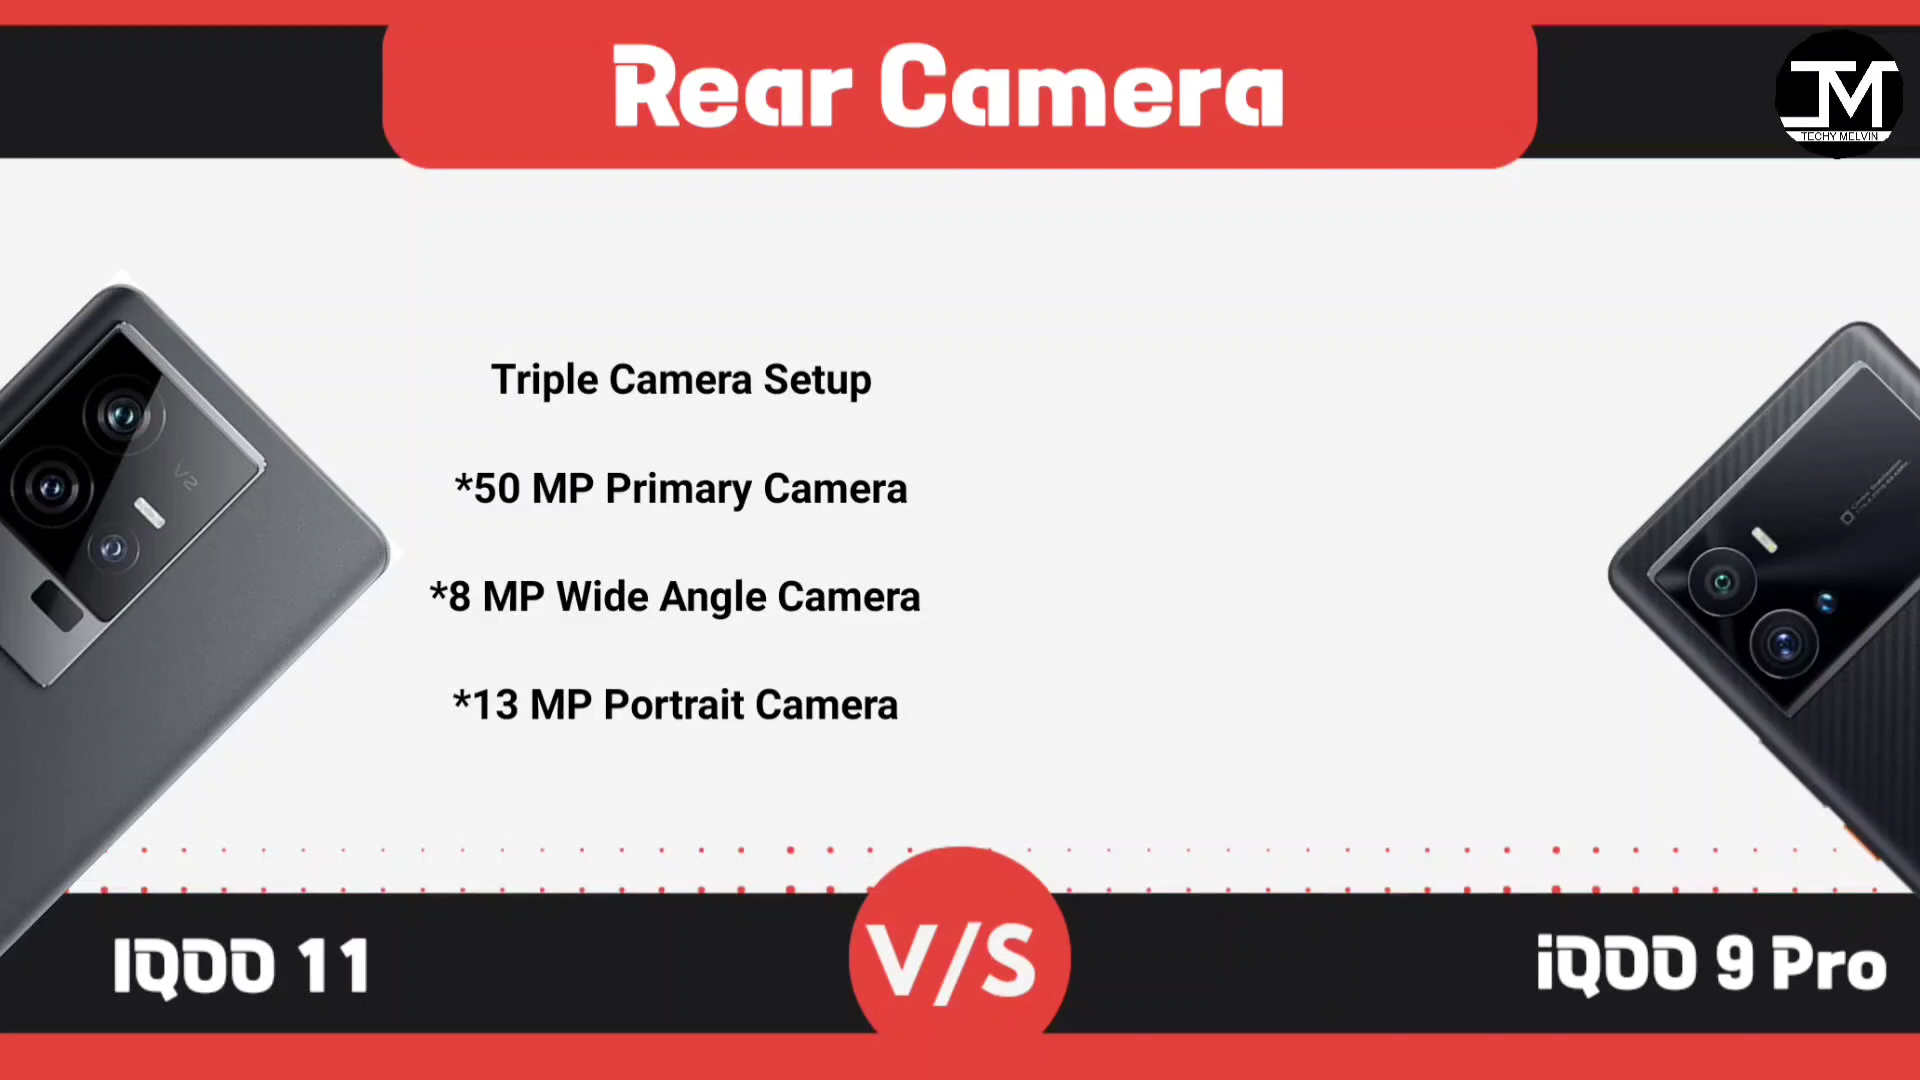 Rear Camera
TECHY MELVIN
Triple Camera Setup
*50 MP Primary Camera
V2
*8 MP Wide Angle Camera
*13 MP Portrait Camera
IQOO 11
V/S
iQOO 9 Pro